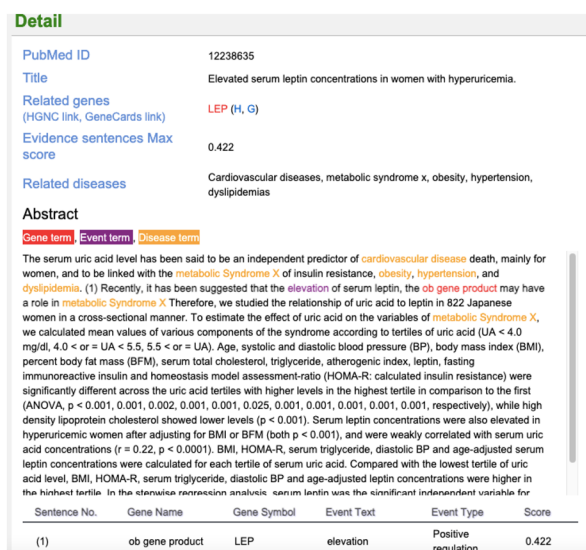 Detail
PubMed ID 12238635
Title Elevated serum leptin concentrations in women with hyperuricemia.
Related genes
(HGNC link, GeneCards link) LEP (H, G)
Evidence sentences Max
score 0.422
Related diseases Cardiovascular diseases, metabolic syndrome x, obesity, hypertension,
dyslipidemias
Abstract
Gene term , Event term , Disease term
The serum uric acid level has been said to be an independent predictor of cardiovascular disease death, mainly for
women, and to be linked with the metabolic Syndrome X of insulin resistance, obesity, hypertension, and
dyslipidemia. (1) Recently, it has been suggested that the elevation of serum leptin, the ob gene product may have
a role in metabolic Syndrome X Therefore, we studied the relationship of uric acid to leptin in 822 Japanese
women in a cross-sectional manner. To estimate the effect of uric acid on the variables of metabolic Syndrome X,
we calculated mean values of various components of the syndrome according to tertiles of uric acid (UA < 4.0
mg/dl, 4.0 < or = UA < 5.5, 5.5 < or = UA). Age, systolic and diastolic blood pressure (BP), body mass index (BMI),
percent body fat mass (BFM), serum total cholesterol, triglyceride, atherogenic index, leptin, fasting
immunoreactive insulin and homeostasis model assessment-ratio (HOMA-R: calculated insulin resistance) were
significantly different across the uric acid tertiles with higher levels in the highest tertile in comparison to the first
(ANOVA, p < 0.001, 0.001, 0.002, 0.001, 0.001, 0.025, 0.001, 0.001, 0.001, 0.001, 0.001, respectively), while high
density lipoprotein cholesterol showed lower levels (p < 0.001). Serum leptin concentrations were also elevated in
hyperuricemic women after adjusting for BMI or BFM (both p < 0.001), and were weakly correlated with serum uric
acid concentrations (r = 0.22, p < 0.0001). BMI, HOMA-R, serum triglyceride, diastolic BP and age-adjusted serum
leptin concentrations were calculated for each tertile of serum uric acid. Compared with the lowest tertile of uric
acid level, BMI, HOMA-R, serum triglyceride, diastolic BP and age-adjusted leptin concentrations were higher in
the highest tertile. In the stepwise regression analysis, serum leptin was the significant independent variable for
Sentence No. Gene Name Gene Symbol Event Text Event Type Score
(1) ob gene product LEP elevation Positive
regulation 0.422